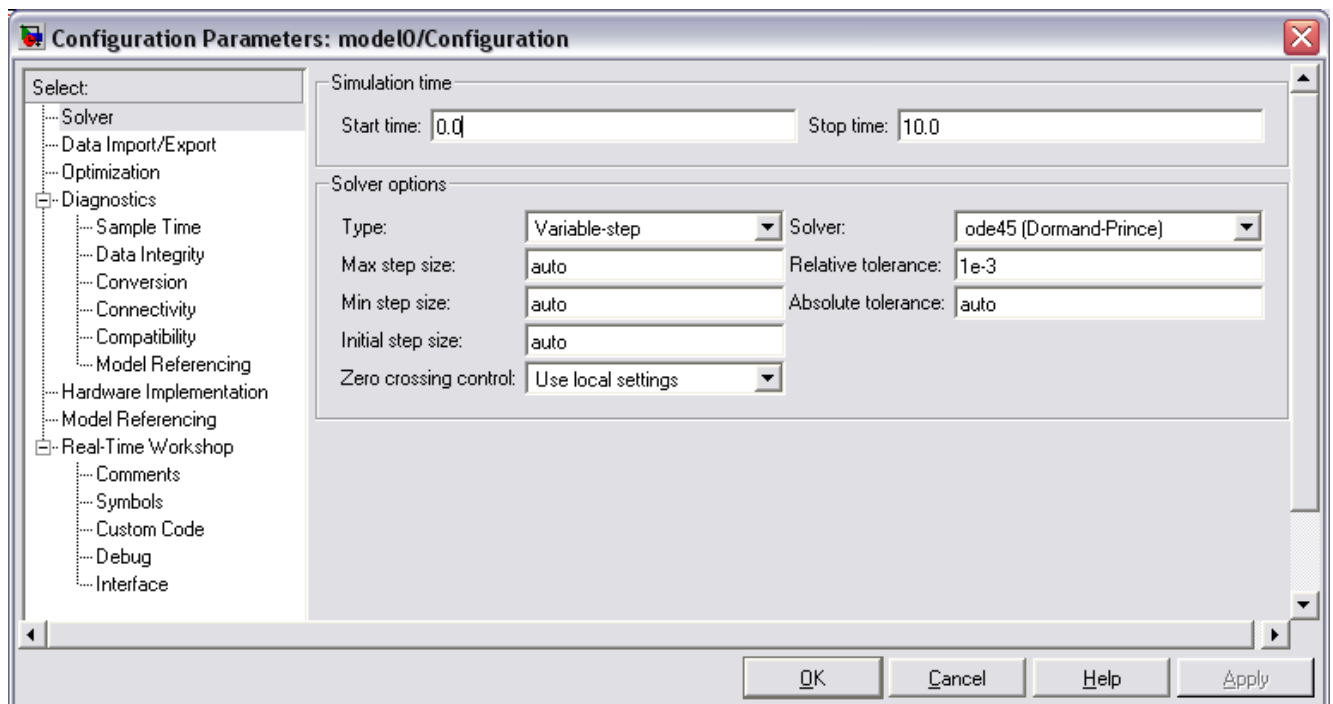 Configuration Parameters: model0/Configuration
Select:
Solver
Data Import/Export
Optimization
Diagnostics
Sample Time
Data Integrity
Conversion
Connectivity
Compatibility
Model Referencing
Hardware Implementation
Model Referencing
Real-Time Workshop
Comments
Symbols
Custom Code
Debug
Interface
Simulation time
Start time: 0.0 Stop time: 10.0
Solver options
Type: Variable-step Solver: ode45 (Dormand-Prince)
Max step size: auto Relative tolerance: 1e-3
Min step size: auto Absolute tolerance: auto
Initial step size: auto
Zero crossing control: Use local settings
OK Cancel Help Apply